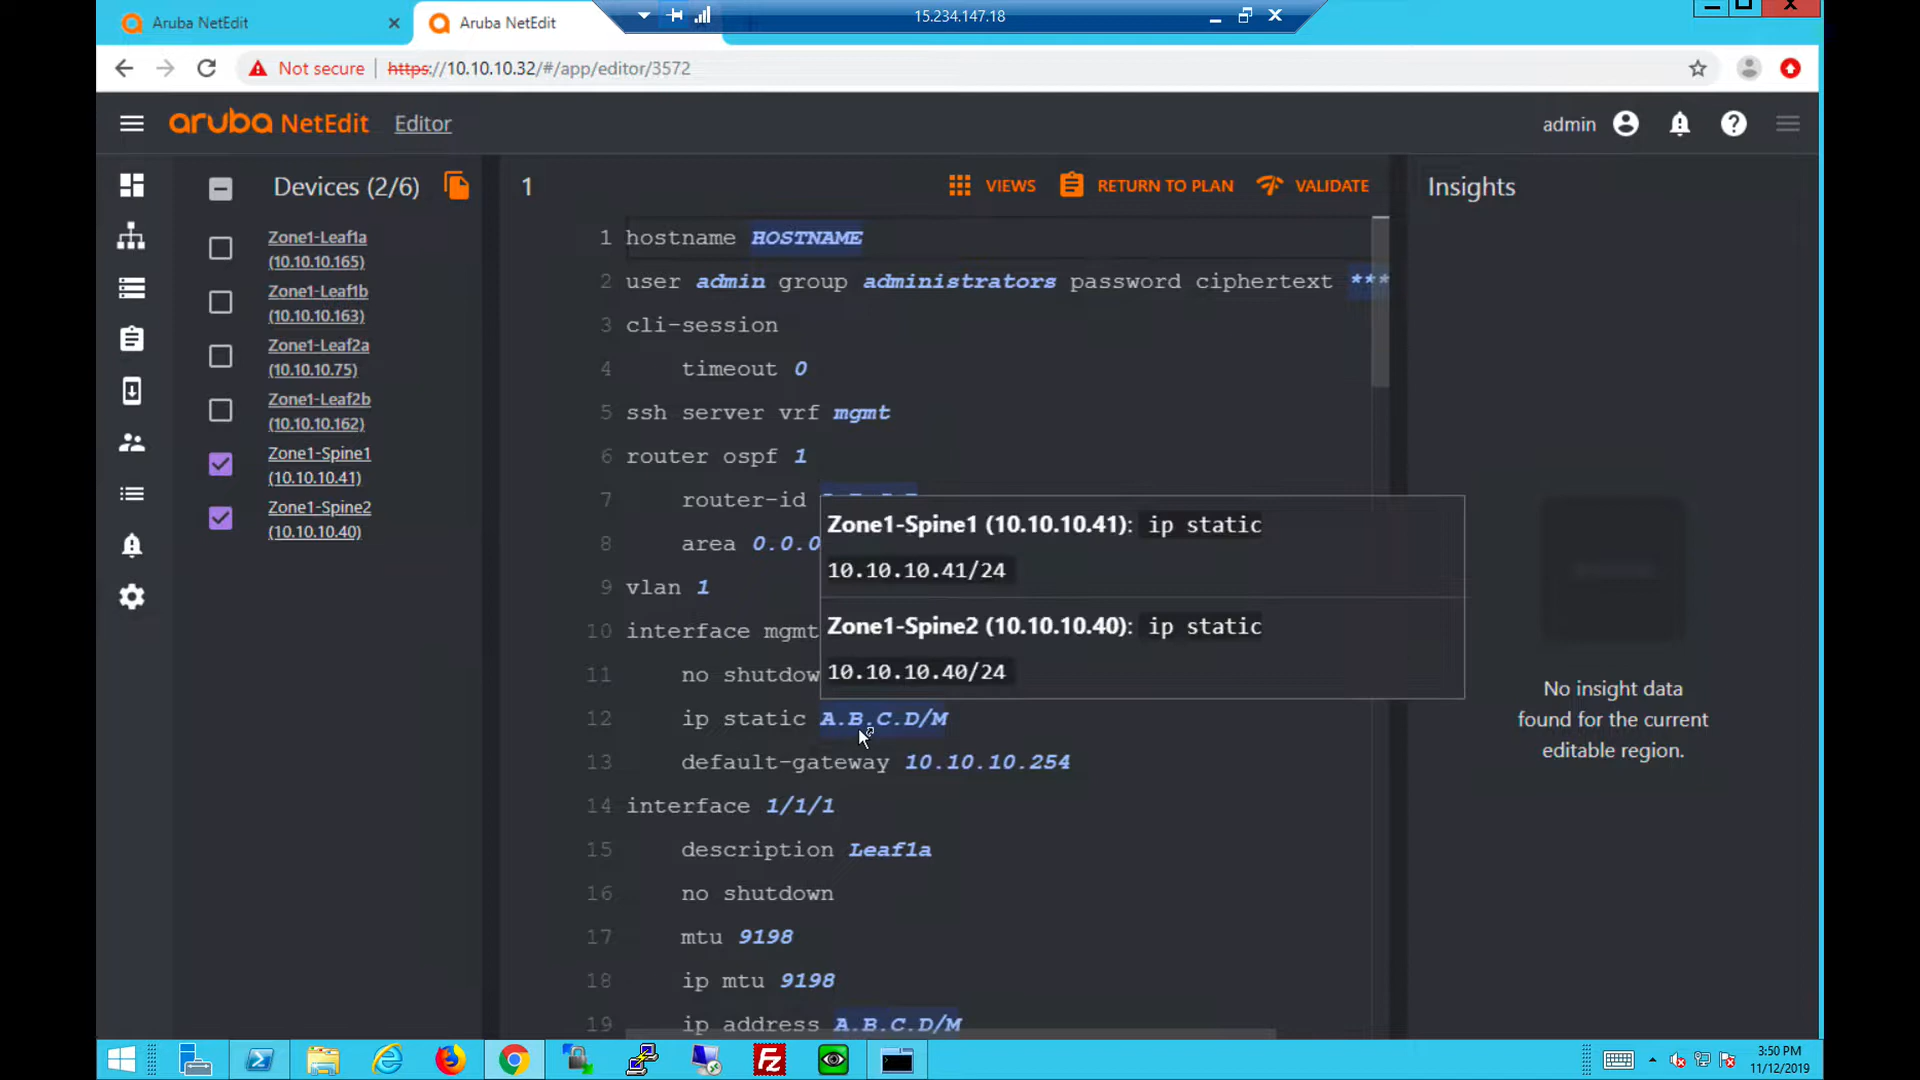 Aruba NetEdit
Aruba NetEdit
15.234.147.18
Not secure
https://10.10.10.32/#/app/editor/3572
aruba NetEdit
Editor
admin
Devices (2/6)
Zone1-Leaf1a
(10.10.10.165)
Zone1-Leaf1b
(10.10.10.163)
Zone1-Leaf2a
(10.10.10.75)
Zone1-Leaf2b
(10.10.10.162)
Zone1-Spine1
(10.10.10.41)
Zone1-Spine2
(10.10.10.40)
1
VIEWS
RETURN TO PLAN
VALIDATE
1 hostname HOSTNAME
2 user admin group administrators password ciphertext ***
3 cli-session
4 timeout 0
5 ssh server vrf mgmt
6 router ospf 1
7 router-id
8 area 0.0.0
9 vlan 1
10 interface mgmt
11 no shutdow
12 ip static A.B.C.D/M
13 default-gateway 10.10.10.254
14 interface 1/1/1
15 description Leaf1a
16 no shutdown
17 mtu 9198
18 ip mtu 9198
19 ip address A.B.C.D/M
Zone1-Spine1 (10.10.10.41): ip static
10.10.10.41/24
Zone1-Spine2 (10.10.10.40): ip static
10.10.10.40/24
Insights
No insight data
found for the current
editable region.
3:50 PM
11/12/2019